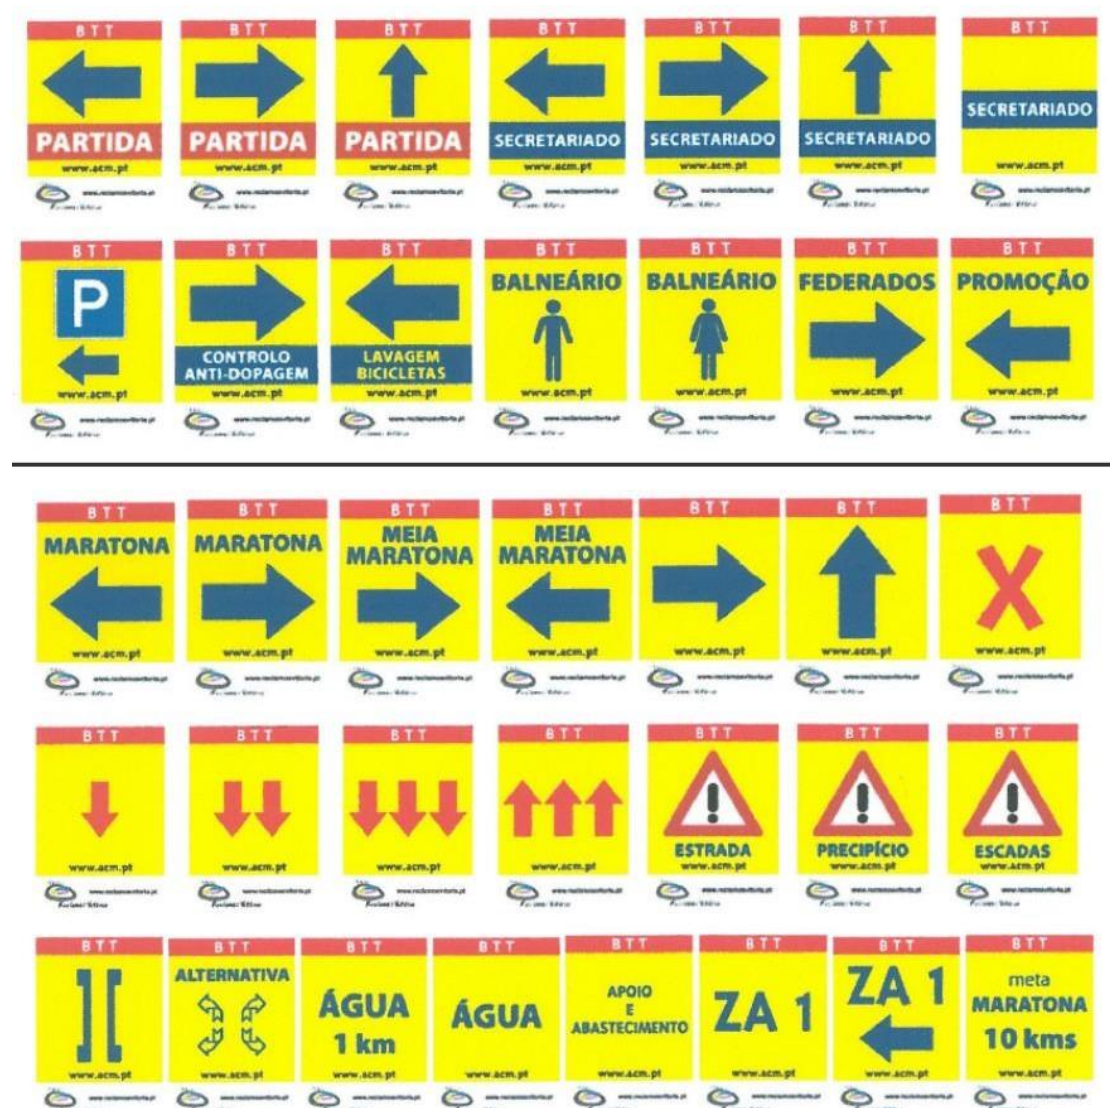 BTT BTT BTT BTT BTT BTT BTT
PARTIDA PARTIDA PARTIDA SECRETARIADO SECRETARIADO SECRETARIADO SECRETARIADO
www.acm.pt www.acm.pt www.acm.pt www.acm.pt www.acm.pt www.acm.pt www.acm.pt
BTT BTT BTT BTT BTT BTT BTT
P BALNEÁRIO BALNEÁRIO FEDERADOS PROMOÇÃO
CONTROLO LAVAGEM
ANTI-DOPAGEM BICICLETAS
www.acm.pt www.acm.pt www.acm.pt www.acm.pt www.acm.pt www.acm.pt www.acm.pt
BTT BTT BTT BTT BTT BTT BTT
MARATONA MARATONA MEIA MEIA
MARATONA MARATONA
X
www.acm.pt www.acm.pt www.acm.pt www.acm.pt www.acm.pt www.acm.pt www.acm.pt
BTT BTT BTT BTT BTT BTT BTT
! ! !
ESTRADA PRECIPÍCIO ESCADAS
www.acm.pt www.acm.pt www.acm.pt www.acm.pt www.acm.pt www.acm.pt www.acm.pt
BTT BTT BTT BTT BTT BTT BTT BTT
ALTERNATIVA ÁGUA ÁGUA APOIO ZA 1 ZA 1 meta
1 km E MARATONA
ABASTECIMENTO 10 kms
www.acm.pt www.acm.pt www.acm.pt www.acm.pt www.acm.pt www.acm.pt www.acm.pt www.acm.pt